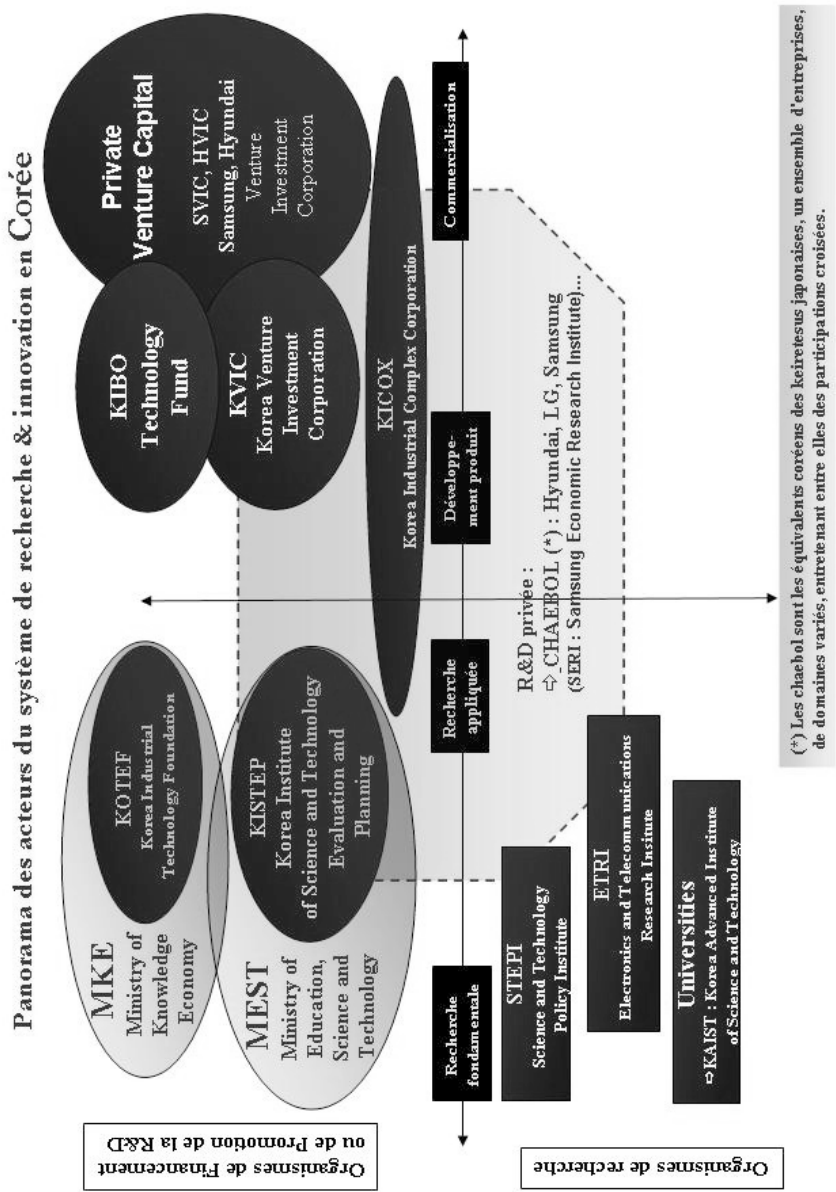 Panorama des acteurs du système de recherche & innovation en Corée
Organismes de Financement
ou de Promotion de la R&D
MKE
Ministry of
Knowledge
Economy
KOTEF
Korea Industrial
Technology Foundation
MEST
Ministry of
Education,
Science and
Technology
KISTEP
Korea Institute
of Science and Technology
Evaluation and
Planning
KIBO
Technology
Fund
KVIC
Korea Venture
Investment
Corporation
Private
Venture Capital
SVIC, HVIC
Samsung, Hyundai
Venture
Investment
Corporation
KICOX
Korea Industrial Complex Corporation
Recherche
fondamentale
Recherche
appliquée
Développe-
ment produit
Commercialisation
Organismes de recherche
STEPI
Science and Technology
Policy Institute
ETRI
Electronics and Telecommunications
Research Insitute
Universities
⇨KAIST : Korea Advanced Institute
of Science and Technology
R&D privée :
⇨ CHAEBOL (*) : Hyundai, LG, Samsung
(SERI : Samsung Economic Research Institute)...
(*) Les chaebol sont les équivalents coréens des keiretesus japonaises, un ensemble d'entreprises,
de domaines variés, entretenant entre elles des participations croisées.